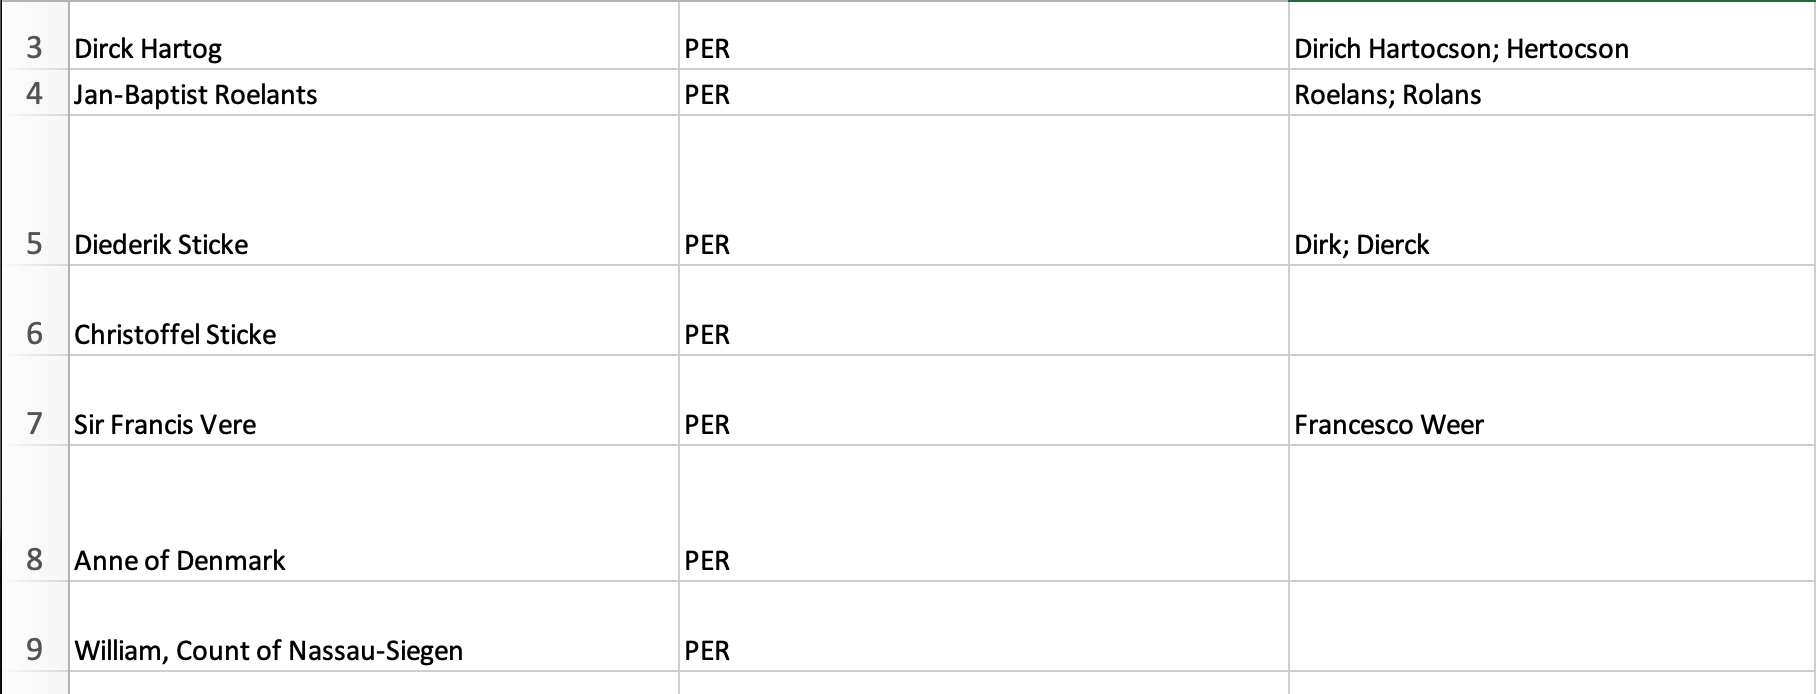 3 Dirck Hartog PER Dirich Hartocson; Hertocson
4 Jan-Baptist Roelants PER Roelans; Rolans
5 Diederik Sticke PER Dirk; Dierck
6 Christoffel Sticke PER
7 Sir Francis Vere PER Francesco Weer
8 Anne of Denmark PER
9 William, Count of Nassau-Siegen PER